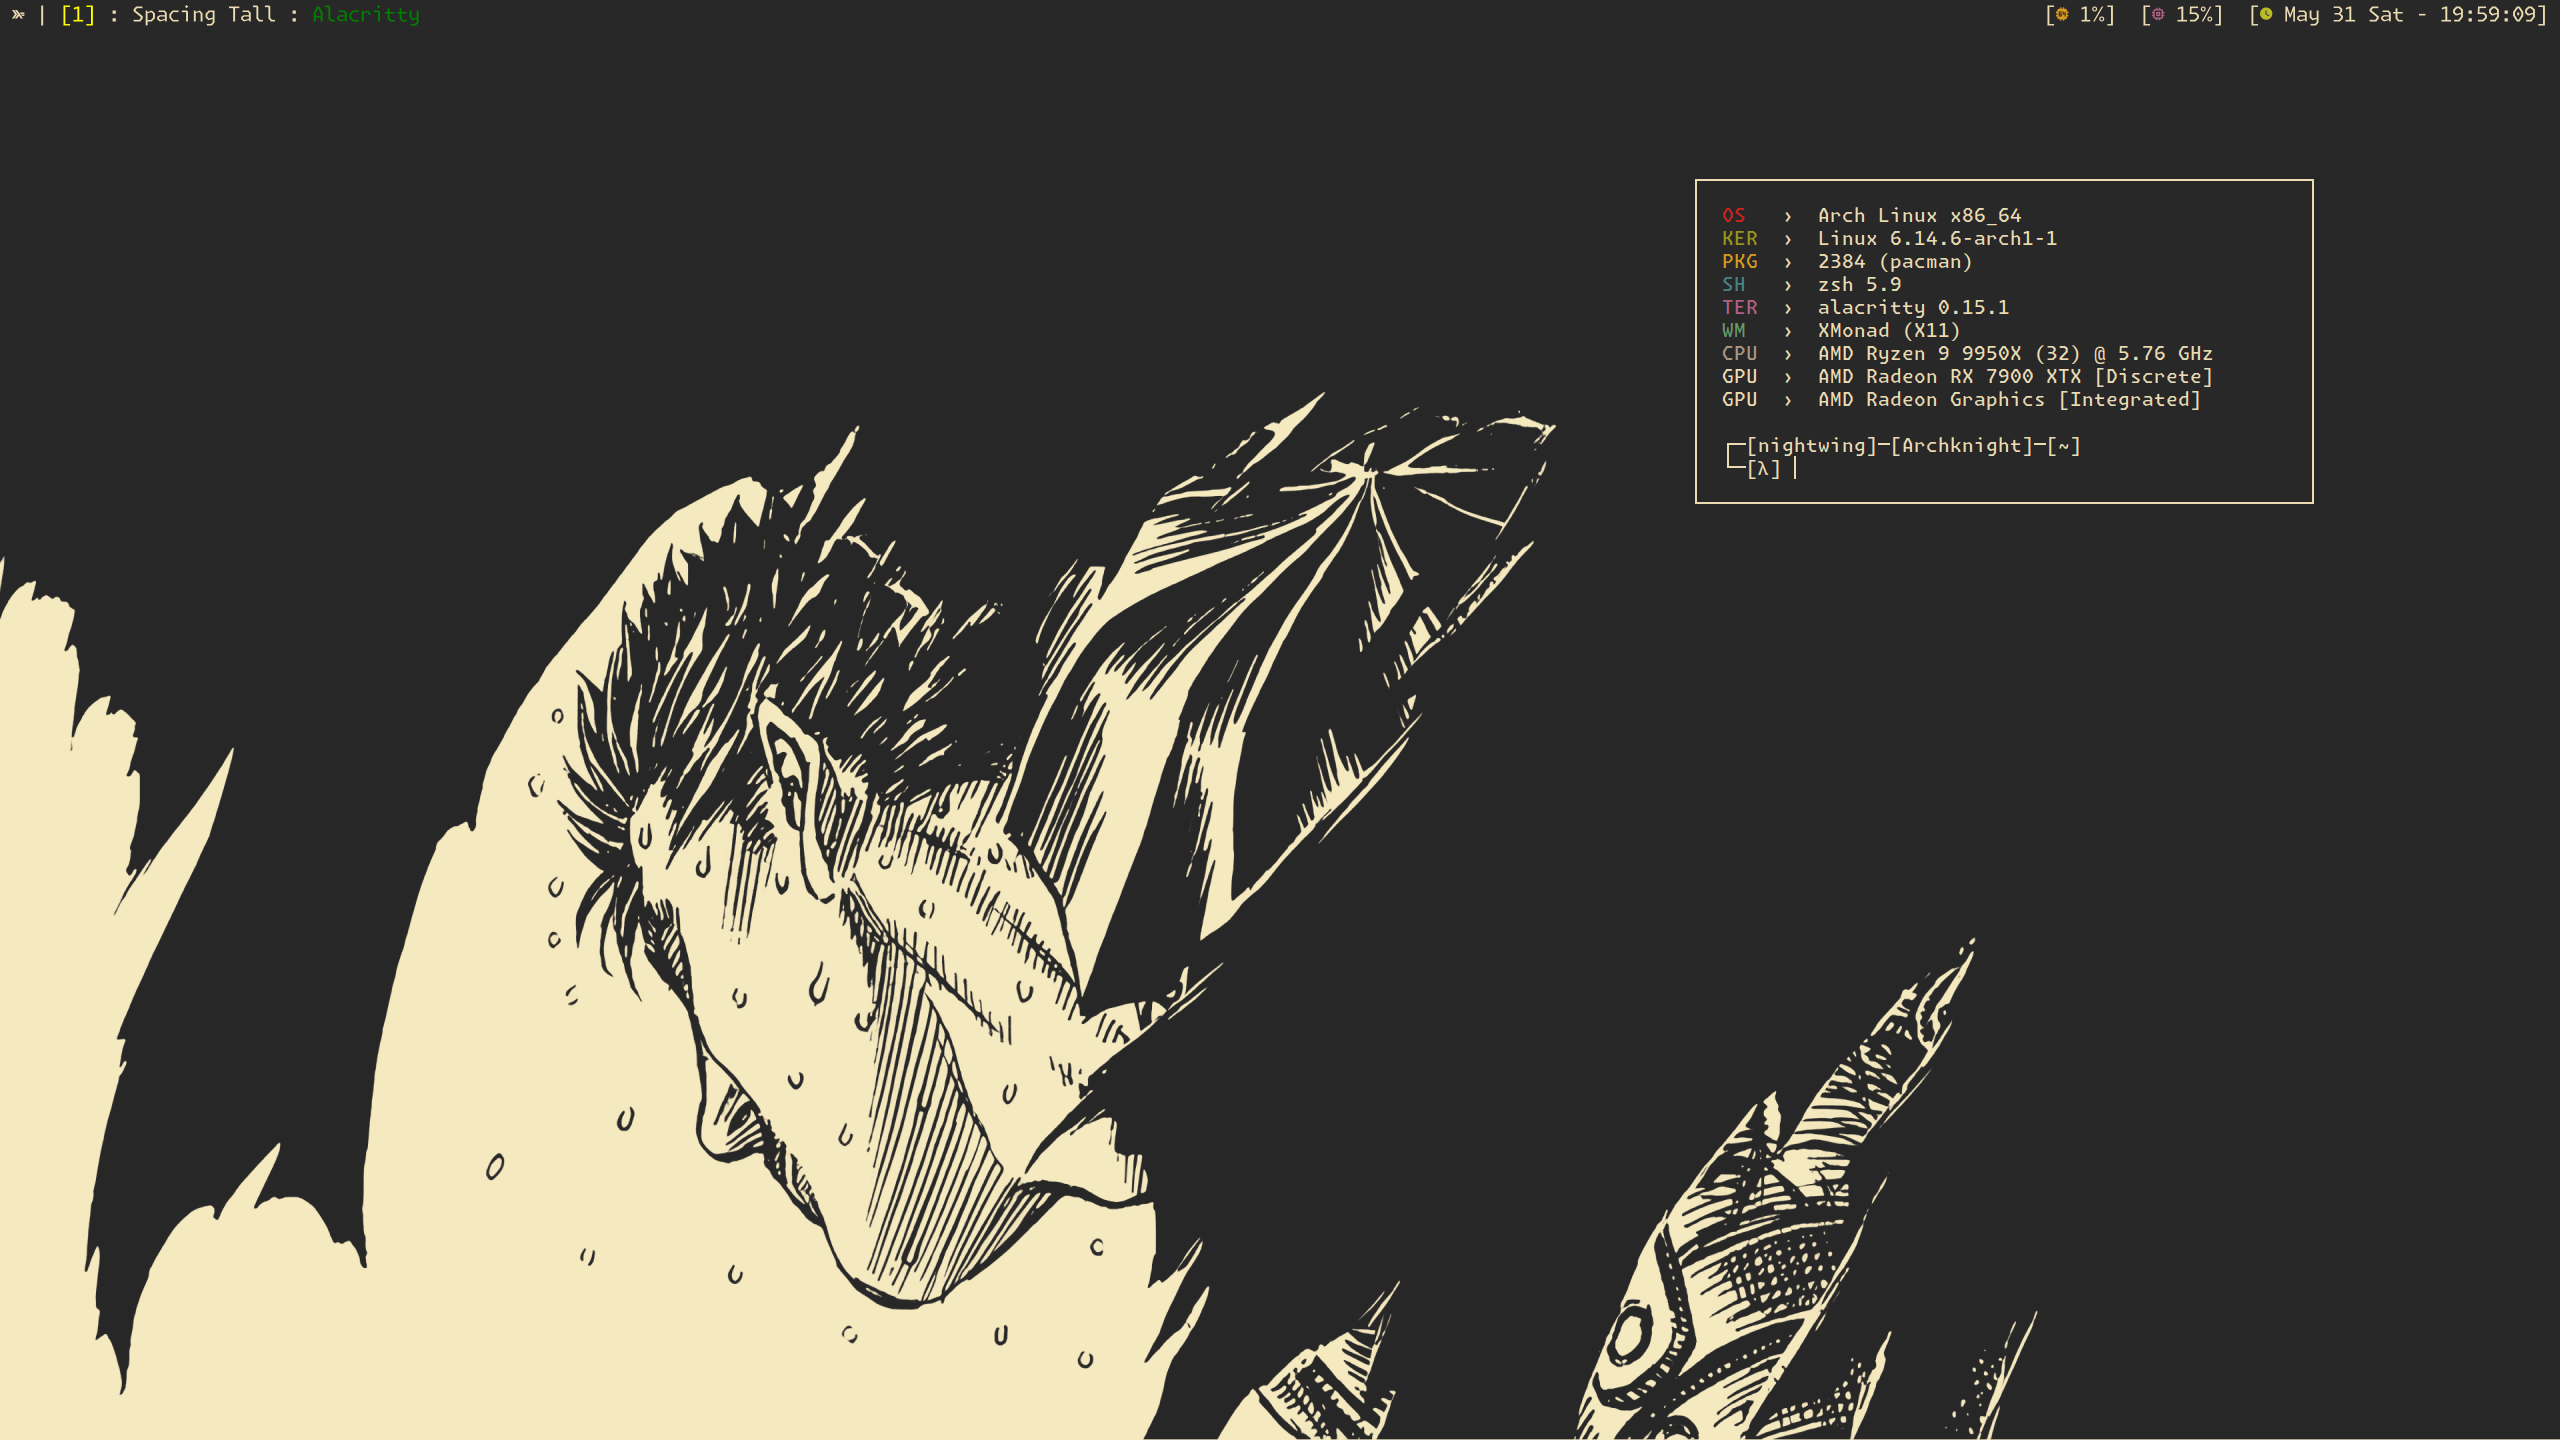 | [1] : Spacing Tall : Alacritty
[1%] [15%] [May 31 Sat - 19:59:09]
OS › Arch Linux x86_64
KER › Linux 6.14.6-arch1-1
PKG › 2384 (pacman)
SH › zsh 5.9
TER › alacritty 0.15.1
WM › XMonad (X11)
CPU › AMD Ryzen 9 9950X (32) @ 5.76 GHz
GPU › AMD Radeon RX 7900 XTX [Discrete]
GPU › AMD Radeon Graphics [Integrated]
┌─[nightwing]─[Archknight]─[~]
└─[λ]